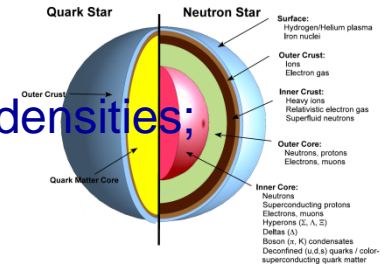 Quark Star
Neutron Star
Surface:
Hydrogen/Helium plasma
Iron nuclei
Outer Crust:
Ions
Electron gas
Inner Crust:
Heavy ions
Relativistic electron gas
Superfluid neutrons
Outer Core:
Neutrons, protons
Electrons, muons
Inner Core:
Neutrons
Superconducting protons
Electrons, muons
Hyperons (Σ, Λ, Ξ)
Deltas (Δ)
Boson (π, K) condensates
Deconfined (u,d,s) quarks / color-
superconducting quark matter
Outer Crust
densities;
Quark Matter Core